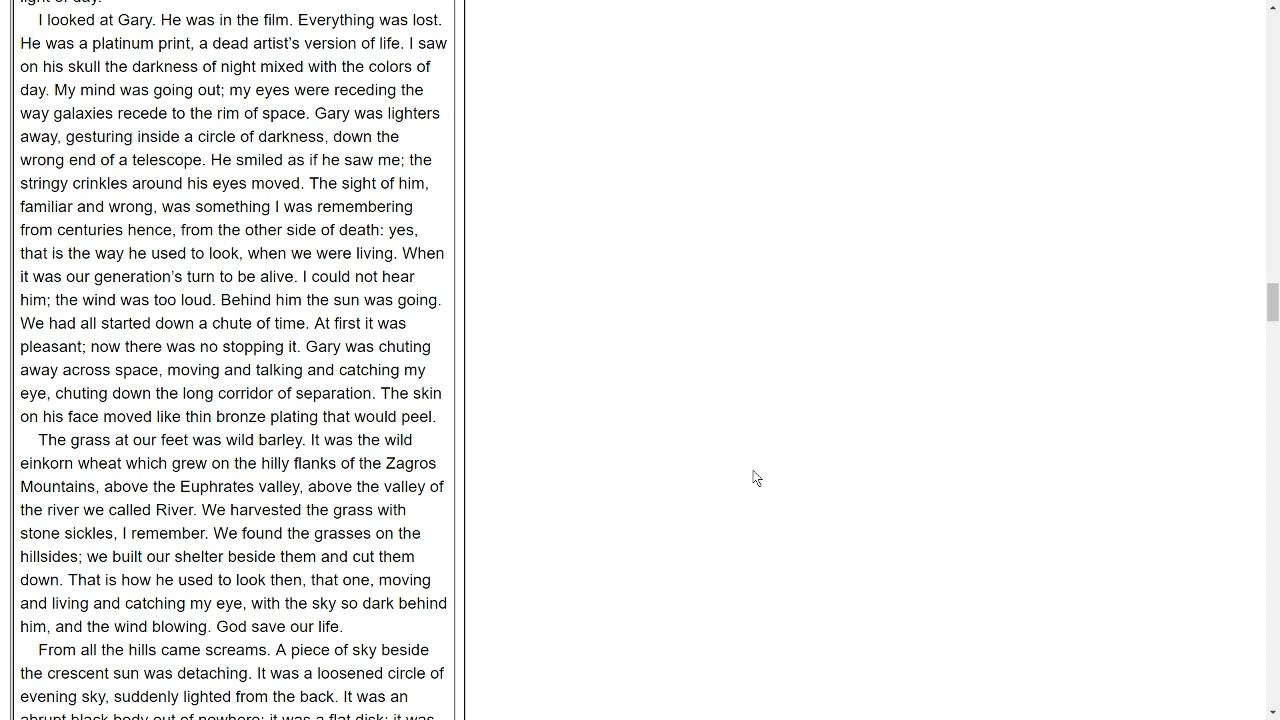 light of day.
I looked at Gary. He was in the film. Everything was lost.
He was a platinum print, a dead artist’s version of life. I saw
on his skull the darkness of night mixed with the colors of
day. My mind was going out; my eyes were receding the
way galaxies recede to the rim of space. Gary was lighters
away, gesturing inside a circle of darkness, down the
wrong end of a telescope. He smiled as if he saw me; the
stringy crinkles around his eyes moved. The sight of him,
familiar and wrong, was something I was remembering
from centuries hence, from the other side of death: yes,
that is the way he used to look, when we were living. When
it was our generation’s turn to be alive. I could not hear
him; the wind was too loud. Behind him the sun was going.
We had all started down a chute of time. At first it was
pleasant; now there was no stopping it. Gary was chuting
away across space, moving and talking and catching my
eye, chuting down the long corridor of separation. The skin
on his face moved like thin bronze plating that would peel.
The grass at our feet was wild barley. It was the wild
einkorn wheat which grew on the hilly flanks of the Zagros
Mountains, above the Euphrates valley, above the valley of
the river we called River. We harvested the grass with
stone sickles, I remember. We found the grasses on the
hillsides; we built our shelter beside them and cut them
down. That is how he used to look then, that one, moving
and living and catching my eye, with the sky so dark behind
him, and the wind blowing. God save our life.
From all the hills came screams. A piece of sky beside
the crescent sun was detaching. It was a loosened circle of
evening sky, suddenly lighted from the back. It was an
abrupt black body out of nowhere; it was a flat disk; it was